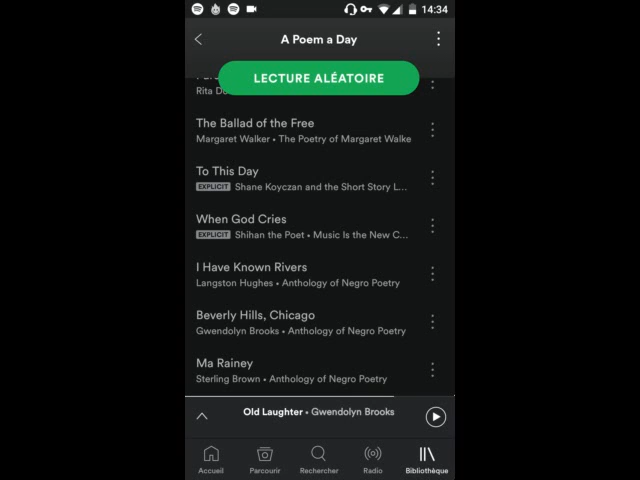 14:34
A Poem a Day
LECTURE ALÉATOIRE
Rita
The Ballad of the Free
Margaret Walker • The Poetry of Margaret Walke
To This Day
EXPLICIT Shane Koyczan and the Short Story L...
When God Cries
EXPLICIT Shihan the Poet • Music Is the New C...
I Have Known Rivers
Langston Hughes • Anthology of Negro Poetry
Beverly Hills, Chicago
Gwendolyn Brooks • Anthology of Negro Poetry
Ma Rainey
Sterling Brown • Anthology of Negro Poetry
Old Laughter • Gwendolyn Brooks
Accueil Parcourir Rechercher Radio Bibliothèque